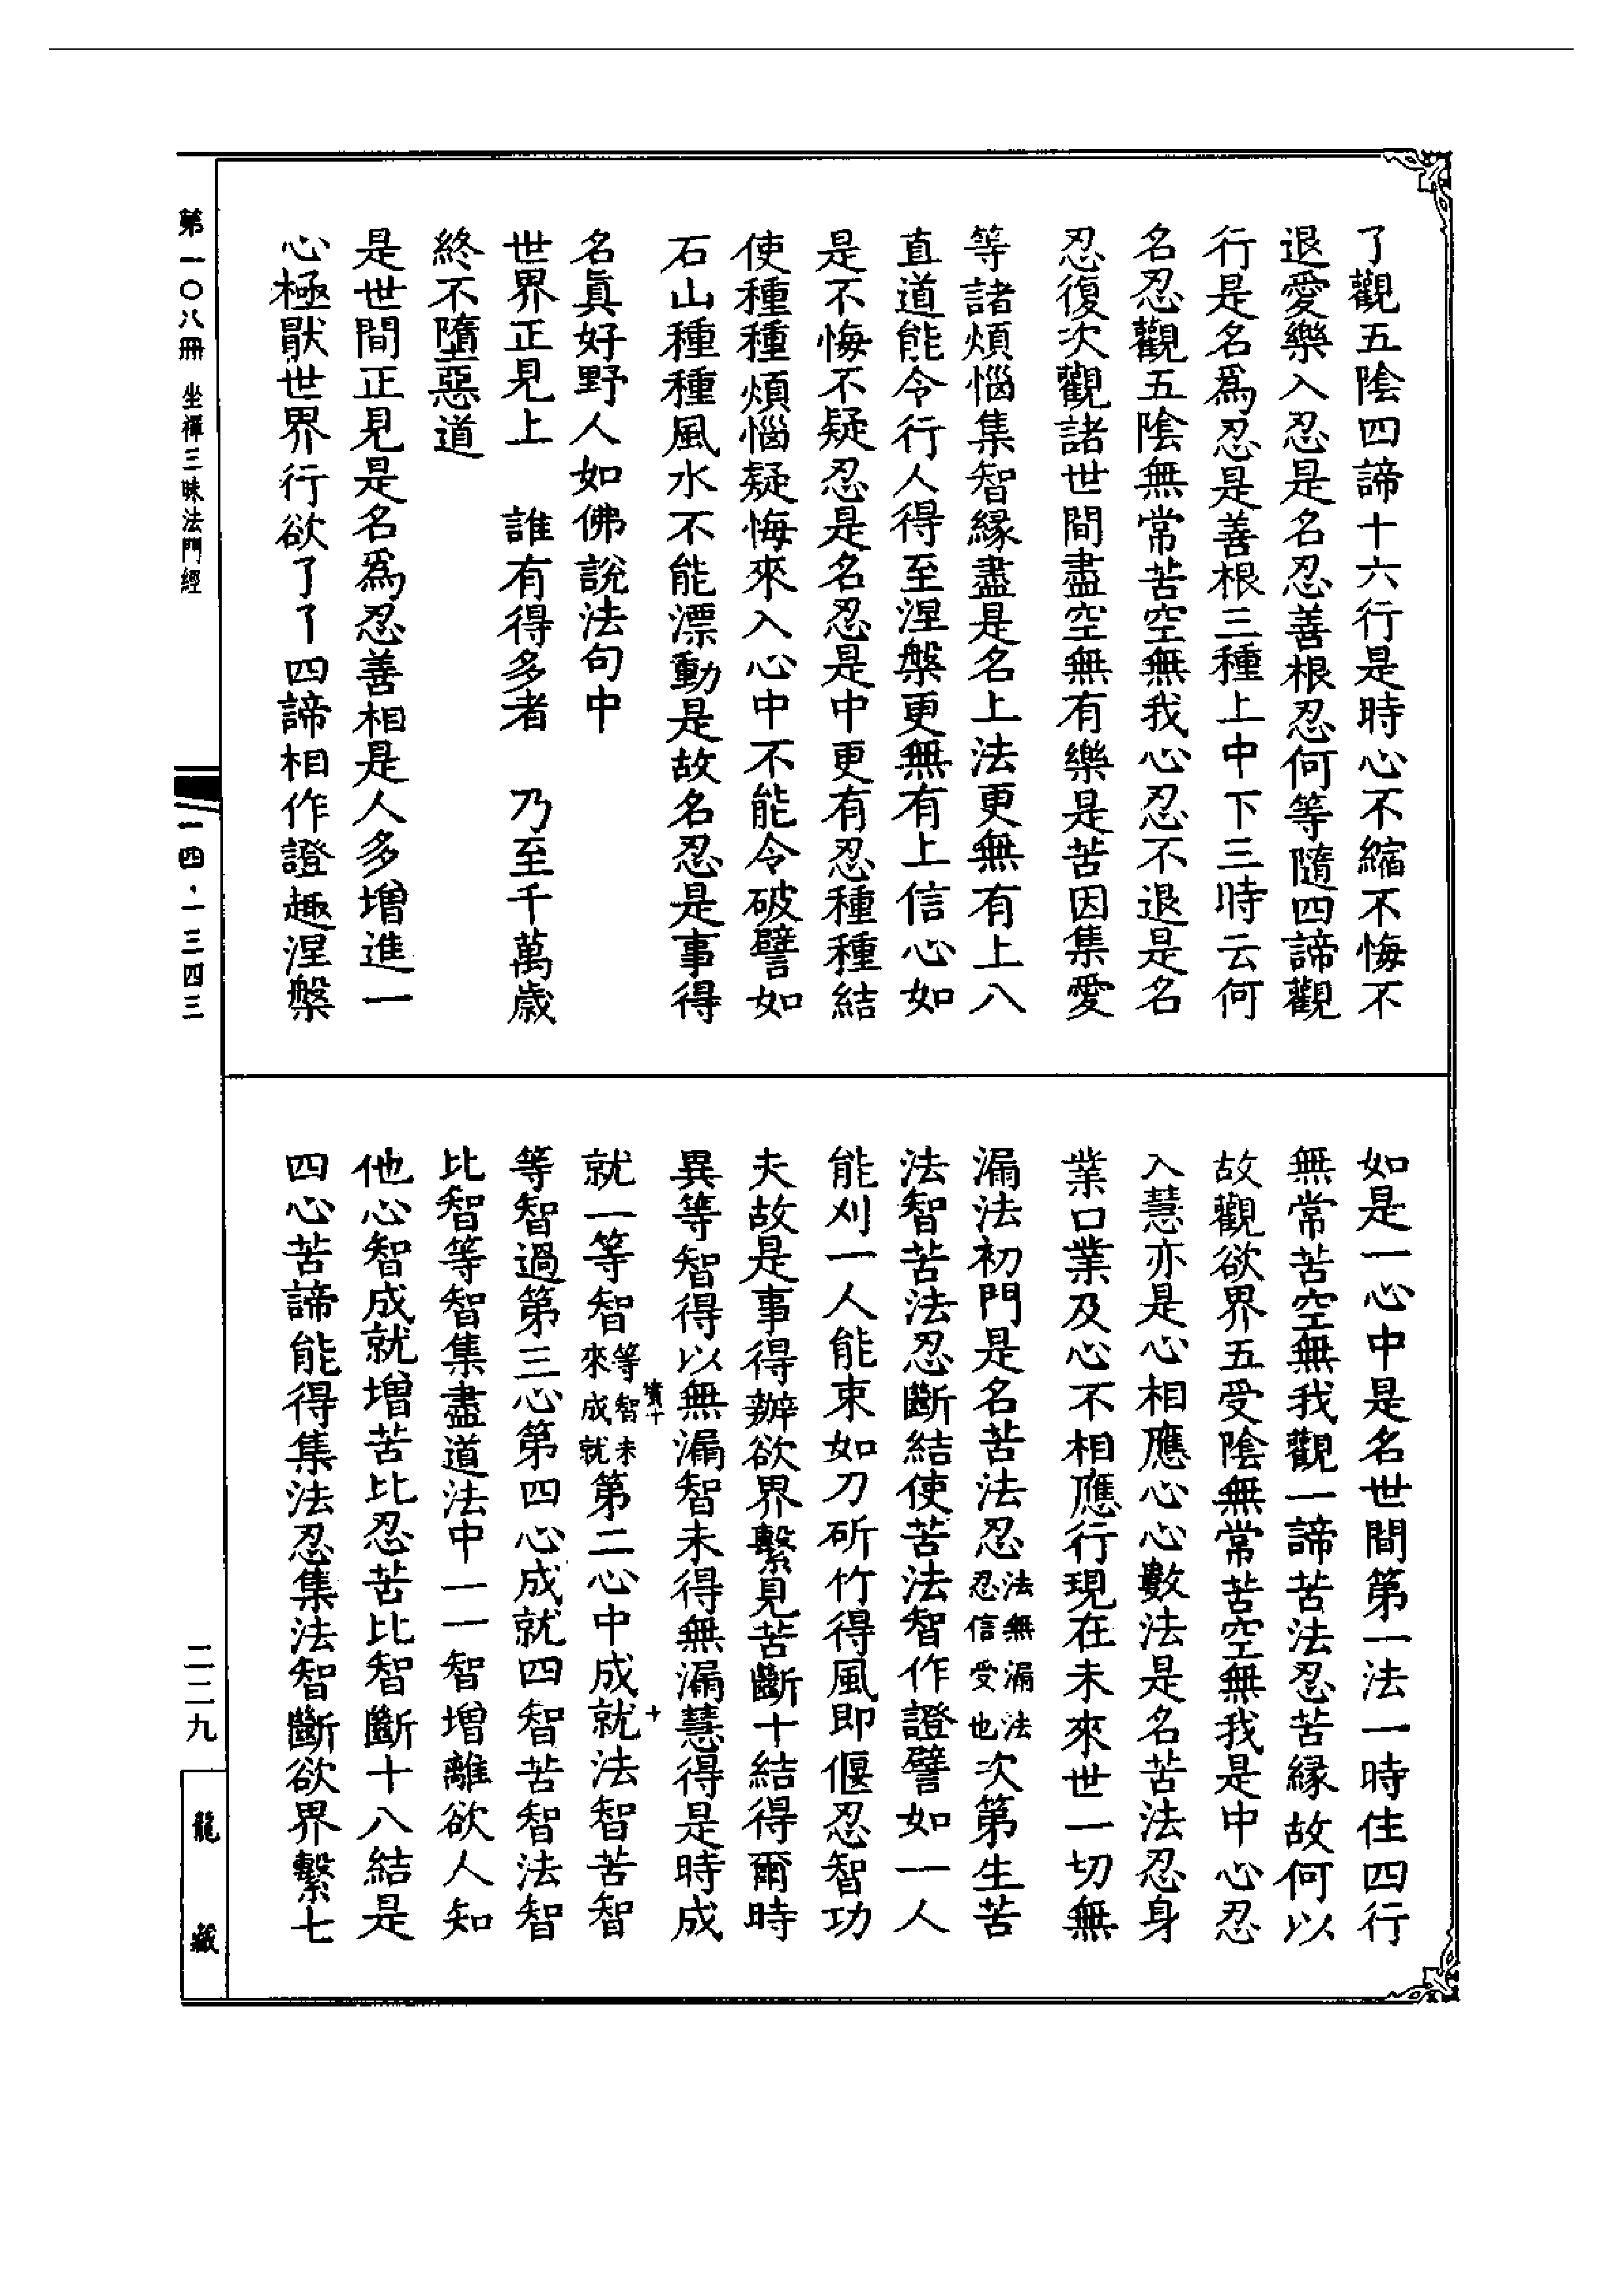 了觀五陰四諦十六行是時心不縮不悔不
退愛樂入忍是名忍善根忍何等隨四諦觀
行是名爲忍是善根三種上中下三時云何
名忍觀五陰無常苦空無我心忍不退是名
忍復次觀諸世間盡空無有樂是苦因集愛
等諸煩惱集智緣盡是名上法更無有上八
直道能令行人得至涅槃更無有上信心如
是不悔不疑忍是名忍是中更有忍種種結
使種種煩惱疑悔來入心中不能令破譬如
石山種種風水不能漂動是故名忍是事得
名真好野人如佛說法句中
世界正見上　誰有得多者　乃至千萬歲
終不墮惡道
是世間正見是名爲忍善相是人多增進一
心極猒世界行欲了了四諦相作證趣涅槃
如是一心中是名世間第一法一時住四行
無常苦空無我觀一諦苦法忍苦緣故何以
故觀欲界五受陰無常苦空無我是中心忍
入慧亦是心相應心心數法是名苦法忍身
業口業及心不相應行現在未來世一切無
漏法初門是名苦法忍法無漏法忍信受也次第生苦
法智苦法忍斷結使苦法智作證譬如一人
能刈一人能束如刀斫竹得風即偃忍智功
夫故是事得辦欲界繫見苦斷十結得爾時
異等智得以無漏智未得無漏慧得是時成
就一等智等智未來成就第二心中成就法智苦智
等智過第三心第四心成就四智苦智法智
比智等智集盡道法中一一智增離欲人知
他心智成就增苦比忍苦比智斷十八結是
四心苦諦能得集法忍集法智斷欲界繫七
第一〇八冊　坐禪三昧法門經
一四·一三四三
二二九
龍藏